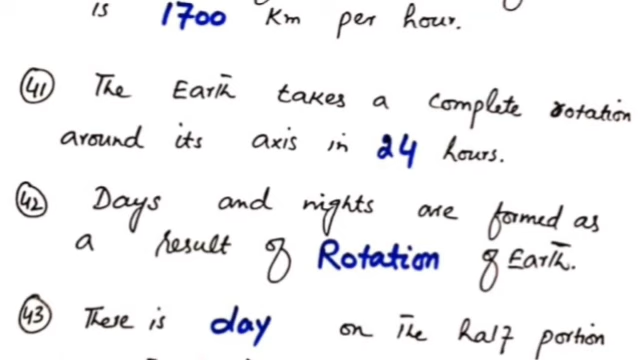 is 1700 Km per hour.
41 The Earth takes a complete rotation
around its axis in 24 hours.
42 Days and nights are formed as
a result of Rotation of Earth.
43 There is day on the half portion